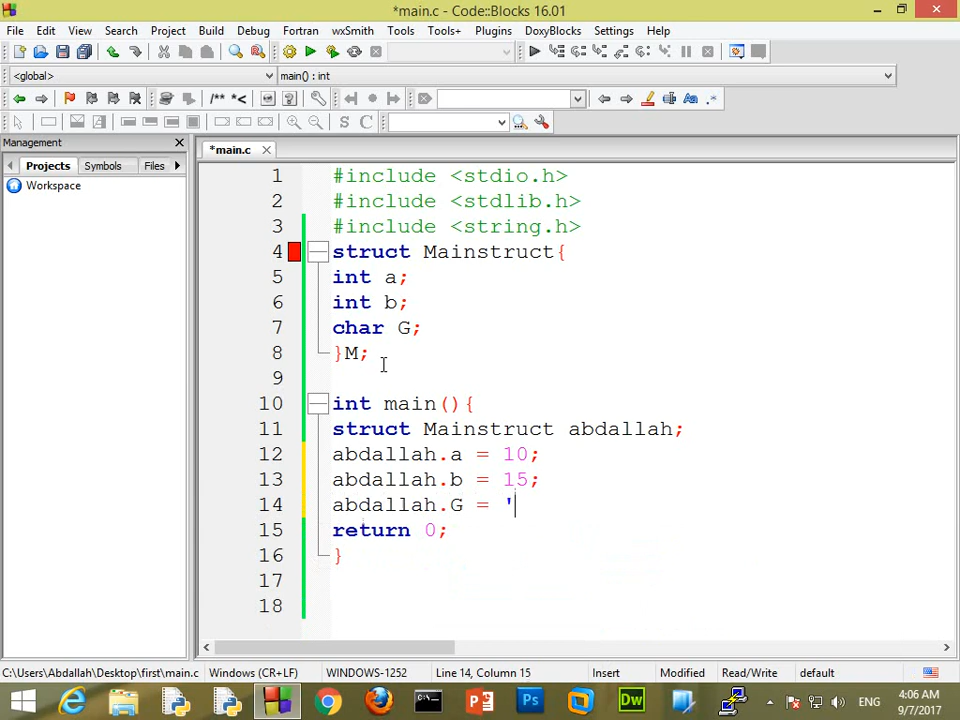 *main.c - Code::Blocks 16.01
File Edit View Search Project Build Debug Fortran wxSmith Tools Tools+ Plugins DoxyBlocks Settings Help
<global> main() : int
/** *< S C Aa .*
Management
*main.c
Projects Symbols Files
Workspace
1 #include <stdio.h>
2 #include <stdlib.h>
3 #include <string.h>
4 struct Mainstruct{
5 int a;
6 int b;
7 char G;
8 }M;
9
10 int main(){
11 struct Mainstruct abdallah;
12 abdallah.a = 10;
13 abdallah.b = 15;
14 abdallah.G = '
15 return 0;
16 }
17
18
C:\Users\Abdallah\Desktop\first\main.c Windows (CR+LF) WINDOWS-1252 Line 14, Column 15 Insert Modified Read/Write default
Ps Dw ENG 4:06 AM
9/7/2017